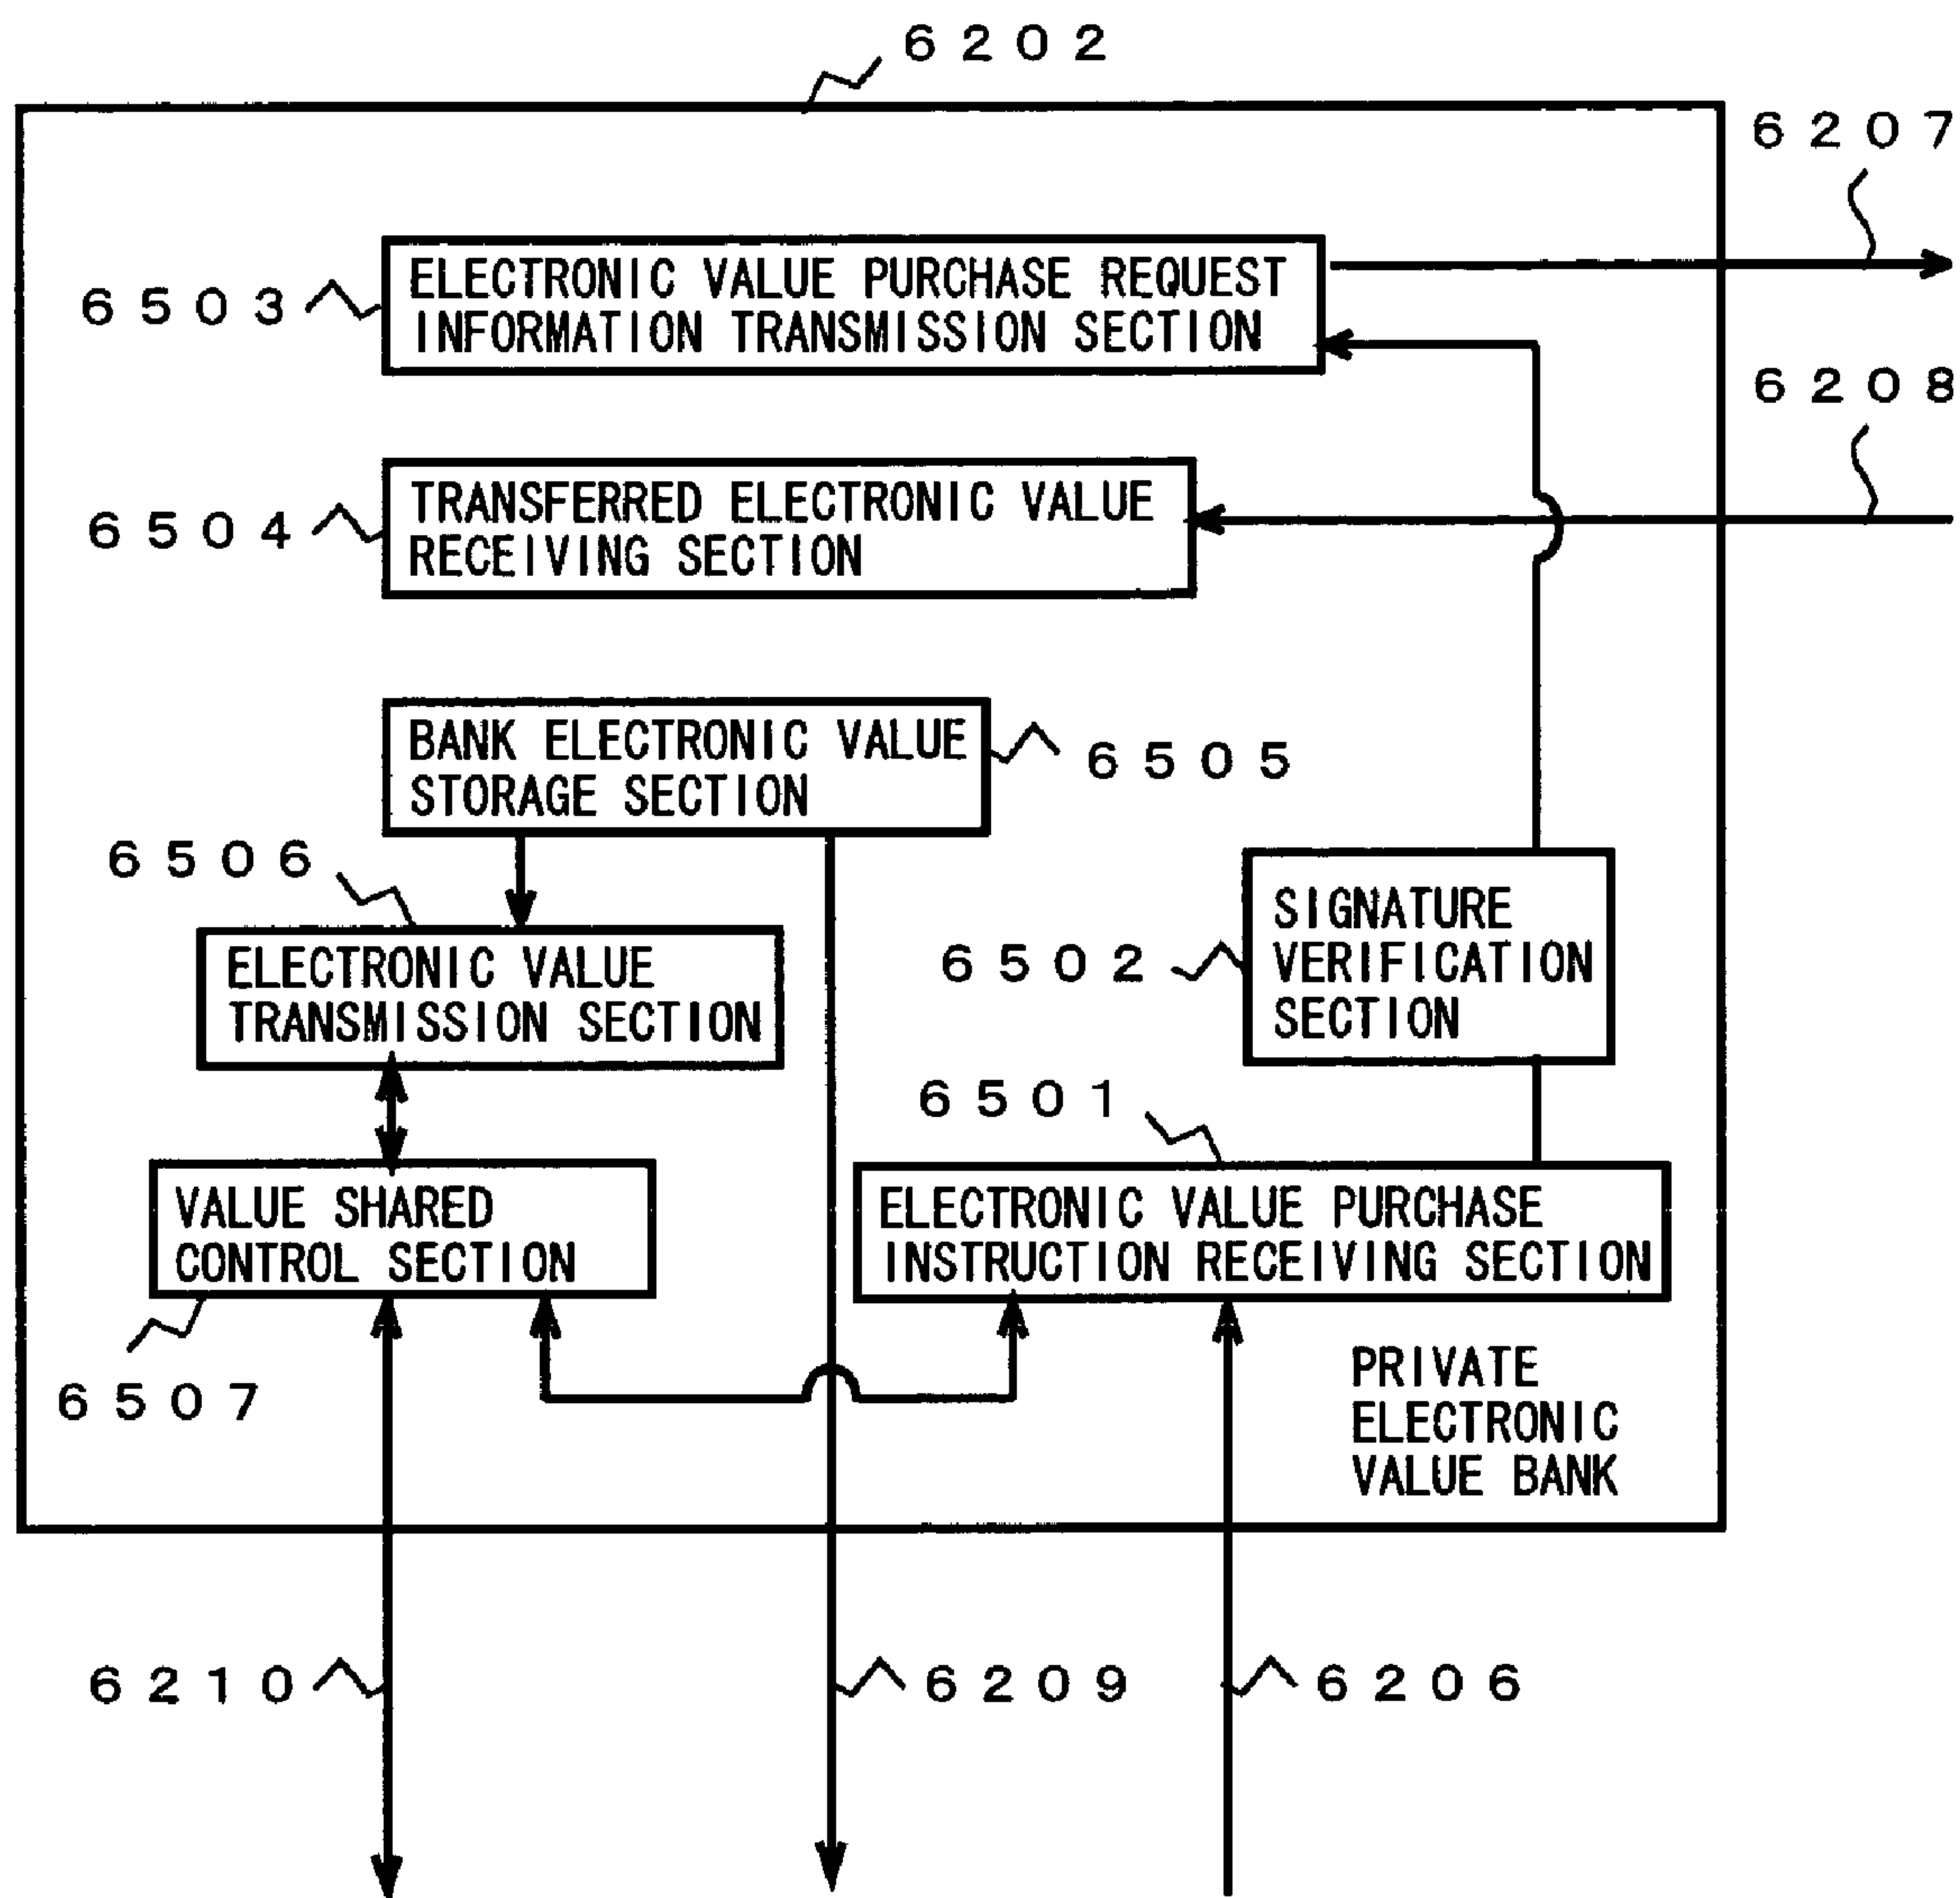 6202
6207
ELECTRONIC VALUE PURCHASE REQUEST
INFORMATION TRANSMISSION SECTION
6503
6208
TRANSFERRED ELECTRONIC VALUE
RECEIVING SECTION
6504
BANK ELECTRONIC VALUE
STORAGE SECTION
6505
6506
ELECTRONIC VALUE
TRANSMISSION SECTION
SIGNATURE
VERIFICATION
SECTION
6502
6501
VALUE SHARED
CONTROL SECTION
ELECTRONIC VALUE PURCHASE
INSTRUCTION RECEIVING SECTION
6507
PRIVATE
ELECTRONIC
VALUE BANK
6210
6209
6206